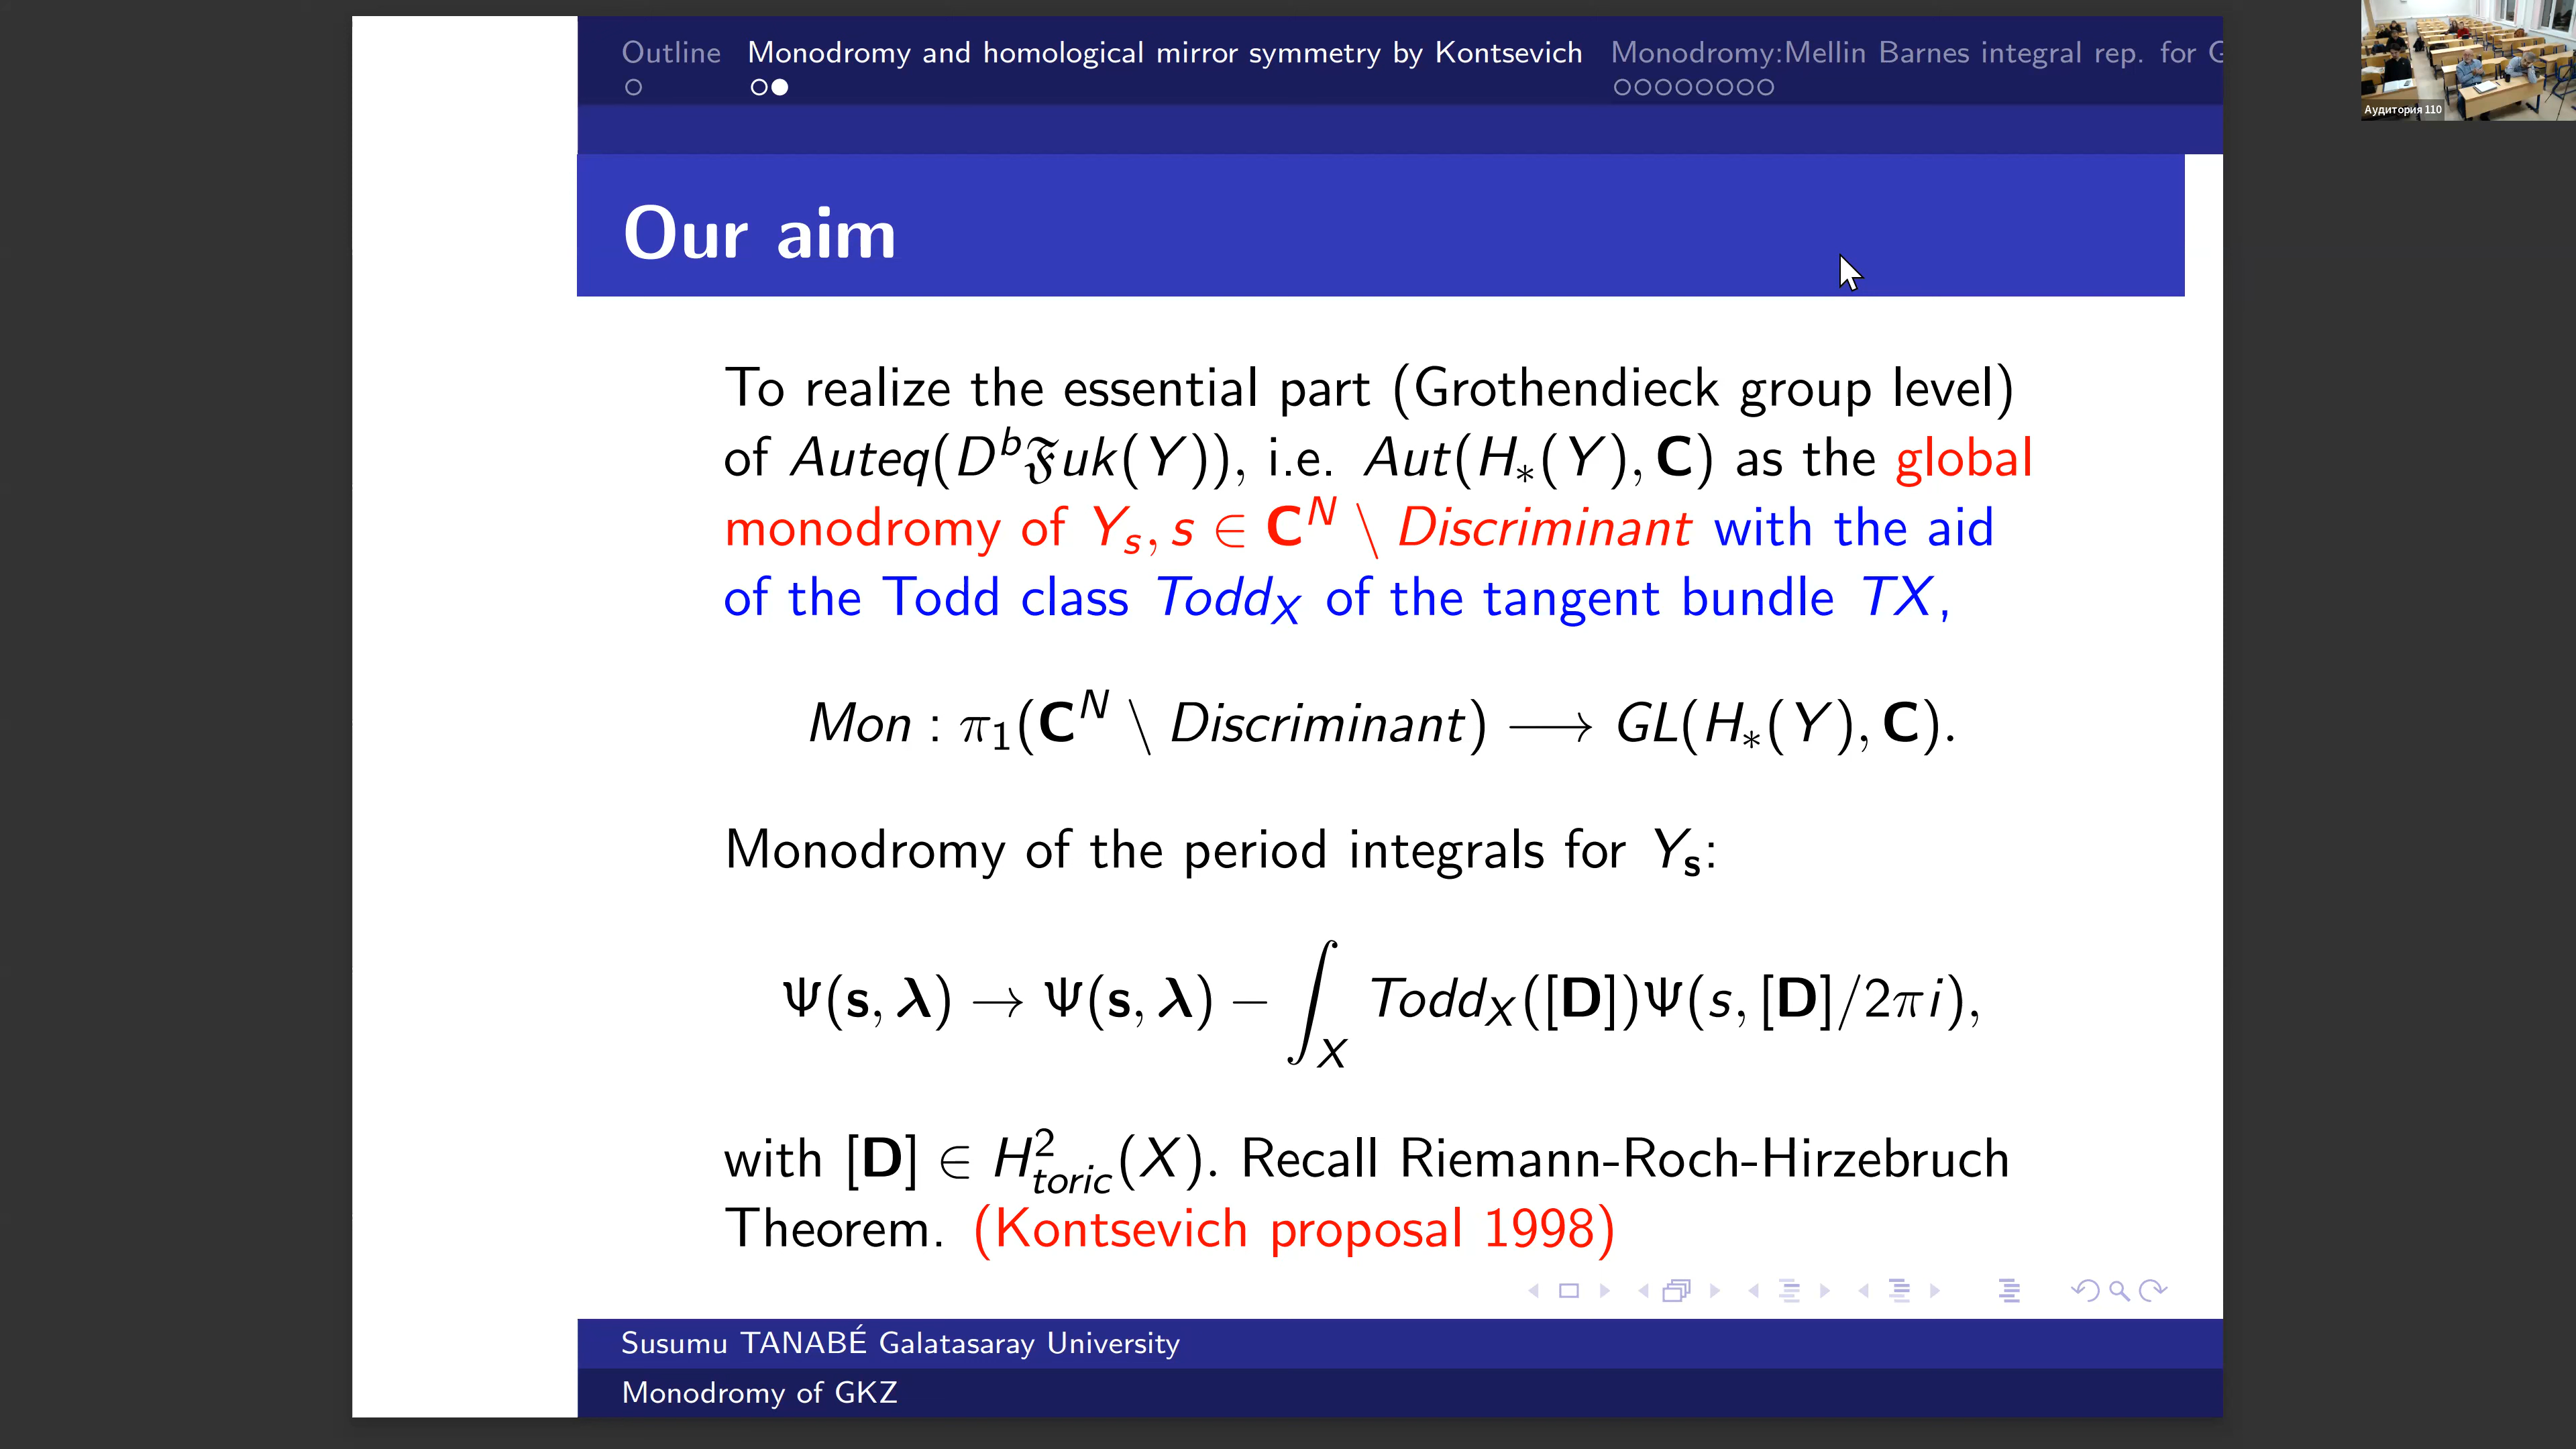 Outline Monodromy and homological mirror symmetry by Kontsevich Monodromy:Mellin Barnes integral rep. for G
Аудитория 110
Our aim
To realize the essential part (Grothendieck group level)
of Auteq(D^b𝔉uk(Y)), i.e. Aut(H_*(Y), C) as the global
monodromy of Y_s, s ∈ C^N \ Discriminant with the aid
of the Todd class Todd_X of the tangent bundle TX,
Mon : π_1(C^N \ Discriminant) ⟶ GL(H_*(Y), C).
Monodromy of the period integrals for Y_s:
Ψ(s, λ) → Ψ(s, λ) − ∫_X Todd_X([D])Ψ(s, [D]/2πi),
with [D] ∈ H^2_{toric}(X). Recall Riemann-Roch-Hirzebruch
Theorem. (Kontsevich proposal 1998)
Susumu TANABÉ Galatasaray University
Monodromy of GKZ